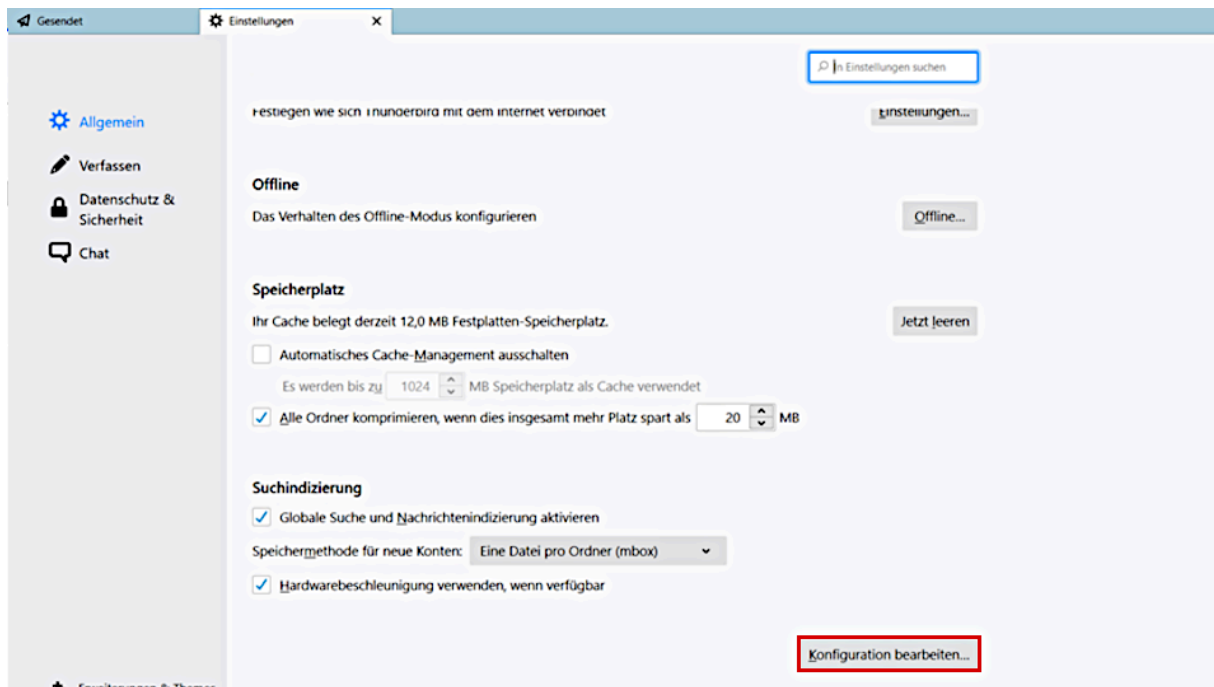 Gesendet
Einstellungen
In Einstellungen suchen
Allgemein
Verfassen
Datenschutz &
Sicherheit
Chat
Festlegen wie sich Thunderbird mit dem Internet verbindet
Einstellungen...
Offline
Das Verhalten des Offline-Modus konfigurieren
Offline...
Speicherplatz
Ihr Cache belegt derzeit 12,0 MB Festplatten-Speicherplatz.
Jetzt leeren
Automatisches Cache-Management ausschalten
Es werden bis zu 1024 MB Speicherplatz als Cache verwendet
Alle Ordner komprimieren, wenn dies insgesamt mehr Platz spart als 20 MB
Suchindizierung
Globale Suche und Nachrichtenindizierung aktivieren
Speichermethode für neue Konten: Eine Datei pro Ordner (mbox)
Hardwarebeschleunigung verwenden, wenn verfügbar
Konfiguration bearbeiten...
Erweiterungen & Themes